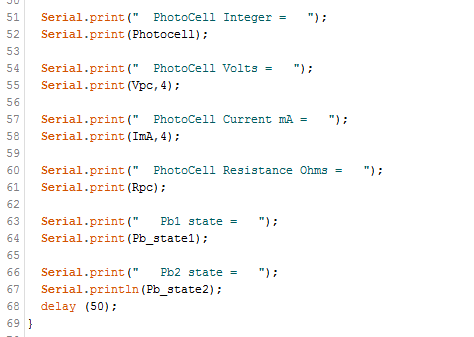 51 Serial.print("  PhotoCell Integer =   ");
52 Serial.print(Photocell);
53
54 Serial.print("  PhotoCell Volts =   ");
55 Serial.print(Vpc,4);
56
57 Serial.print("  PhotoCell Current mA =   ");
58 Serial.print(ImA,4);
59
60 Serial.print("  PhotoCell Resistance Ohms =   ");
61 Serial.print(Rpc);
62
63 Serial.print("   Pb1 state =   ");
64 Serial.print(Pb_state1);
65
66 Serial.print("   Pb2 state =   ");
67 Serial.println(Pb_state2);
68 delay (50);
69 }